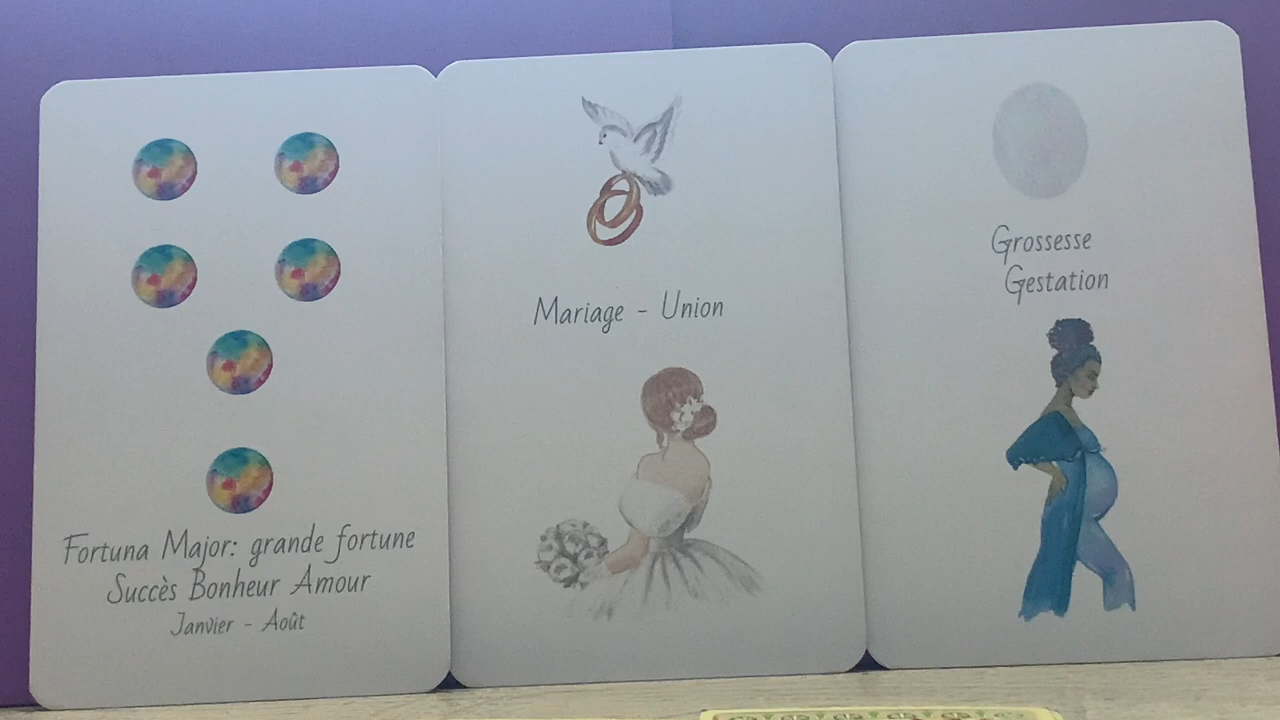 Fortuna Major: grande fortune
Succès Bonheur Amour
Janvier - Août
Mariage - Union
Grossesse
Gestation